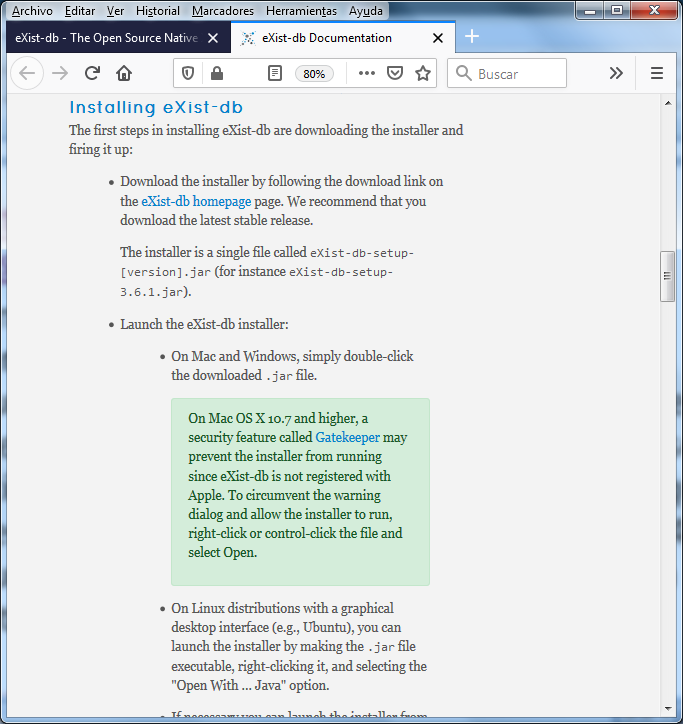 Archivo Editar Ver Historial Marcadores Herramientas Ayuda
eXist-db - The Open Source Native
eXist-db Documentation
80%
Buscar
Installing eXist-db
The first steps in installing eXist-db are downloading the installer and
firing it up:
• Download the installer by following the download link on
the eXist-db homepage page. We recommend that you
download the latest stable release.
The installer is a single file called eXist-db-setup-
[version].jar (for instance eXist-db-setup-
3.6.1.jar).
• Launch the eXist-db installer:
• On Mac and Windows, simply double-click
the downloaded .jar file.
On Mac OS X 10.7 and higher, a
security feature called Gatekeeper may
prevent the installer from running
since eXist-db is not registered with
Apple. To circumvent the warning
dialog and allow the installer to run,
right-click or control-click the file and
select Open.
• On Linux distributions with a graphical
desktop interface (e.g., Ubuntu), you can
launch the installer by making the .jar file
executable, right-clicking it, and selecting the
"Open With ... Java" option.
• If necessary you can launch the installer from